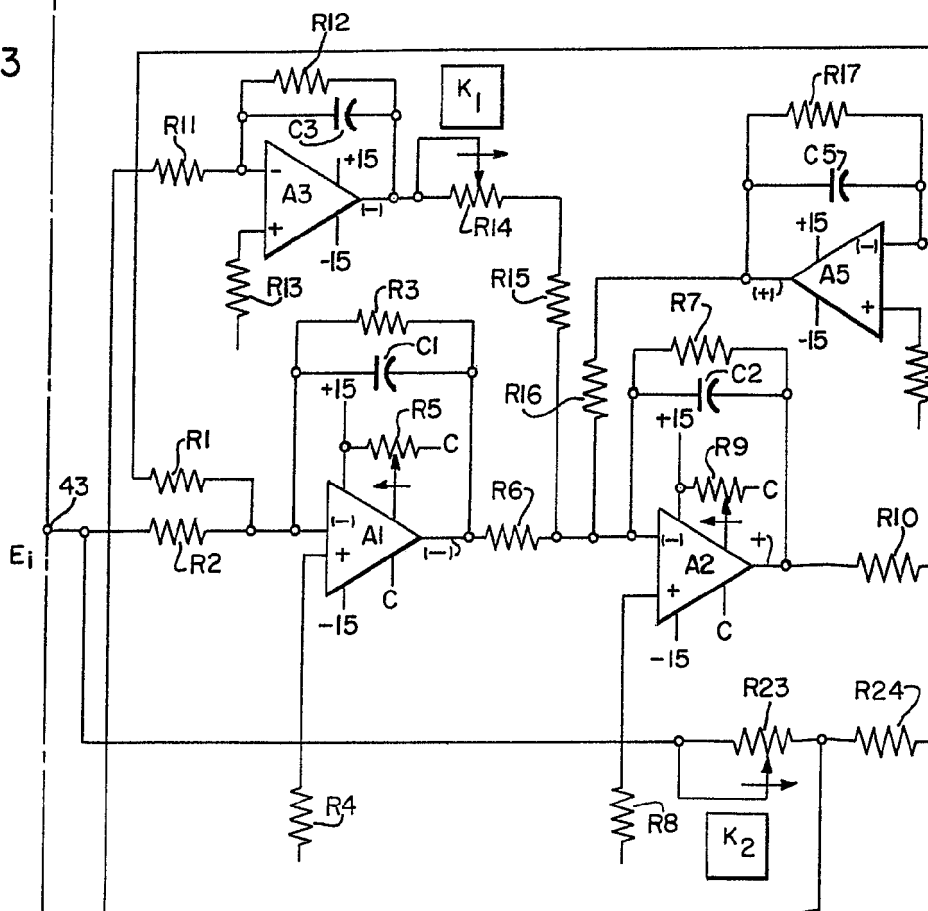 3
R12
K1
R17
C3
R11
+15
C5
-
A3
(-)
+15
(-)
+
R14
A5
-15
(+)
R13
R15
+
R3
R7
-15
C1
C2
+15
R16
+15
R5
C
R9
R1
C
43
R6
R10
(-)
(-)
+
Ei
R2
A1
(-)
A2
+
+
C
-15
C
-15
R23
R24
R4
R8
K2